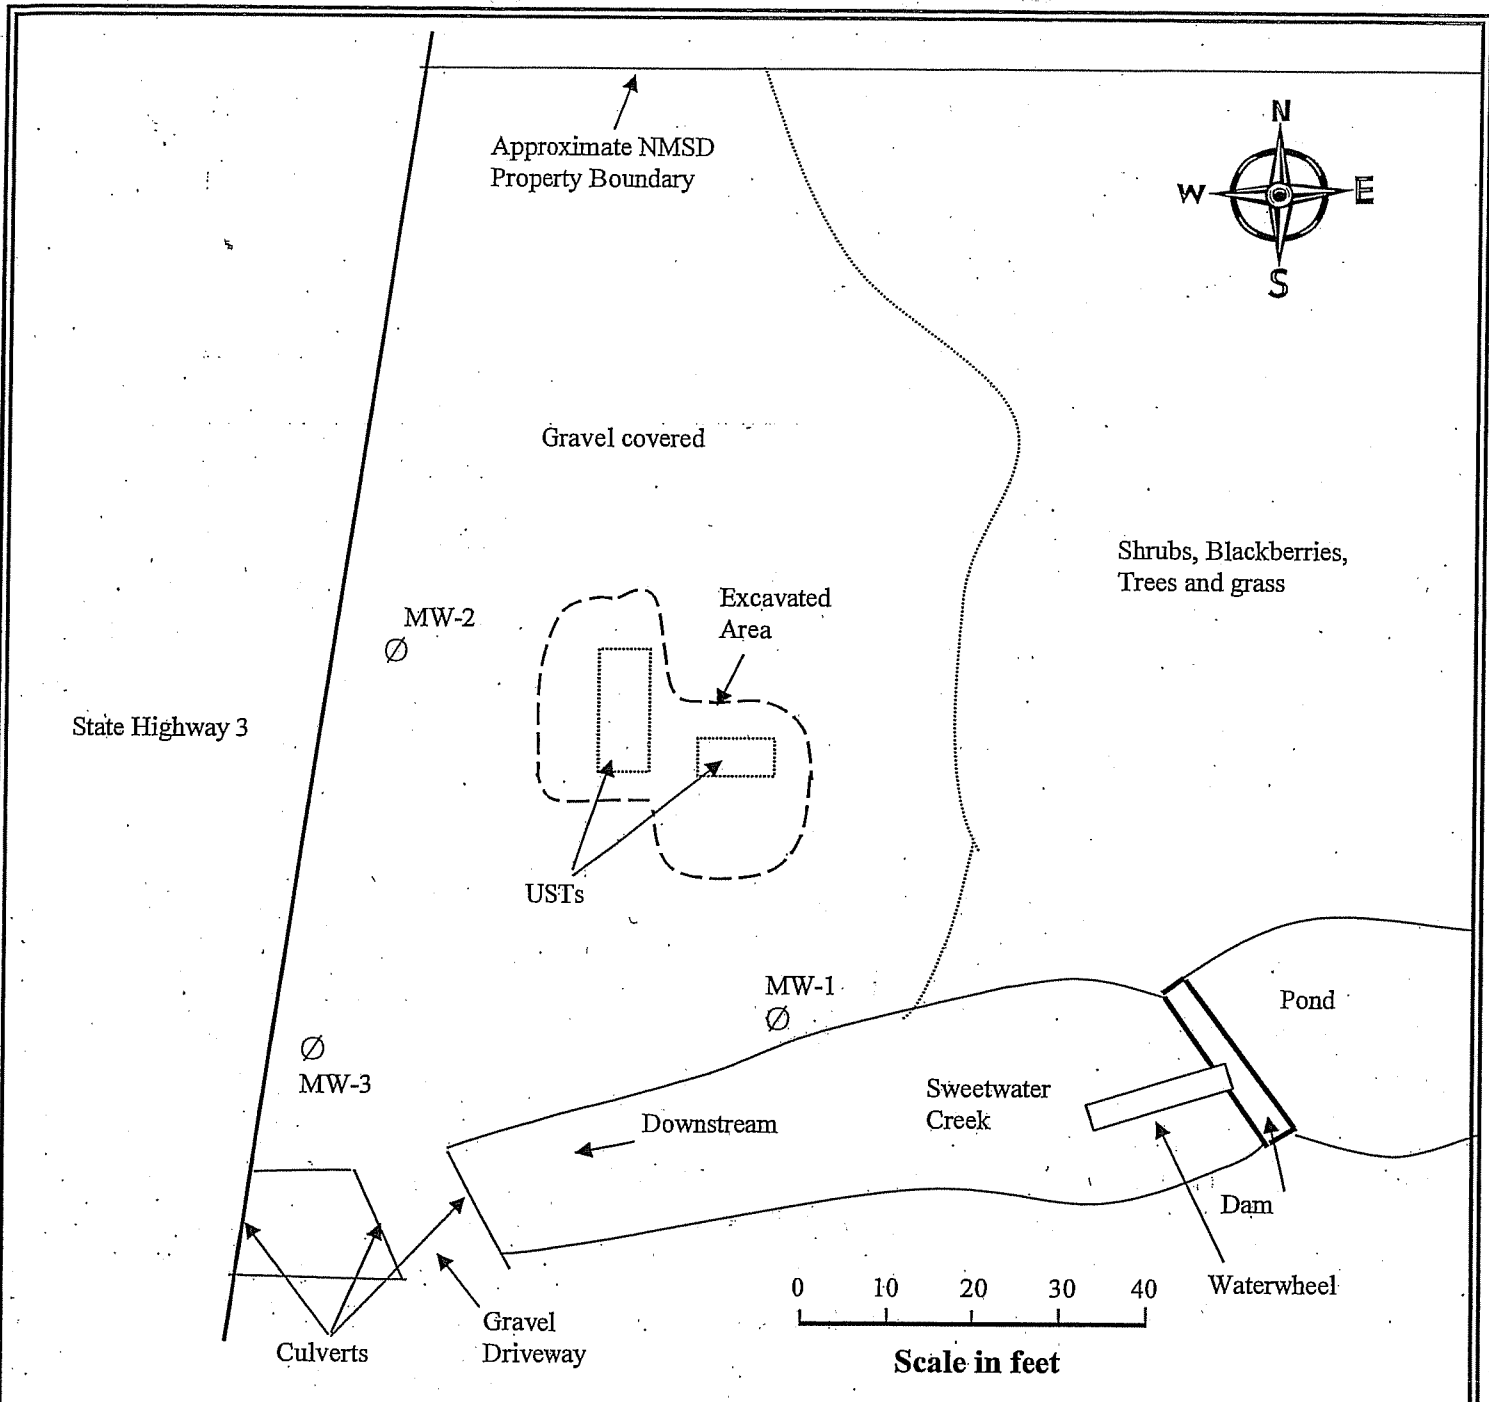 Approximate NMSD
Property Boundary
N
W
E
S
Gravel covered
Shrubs, Blackberries,
Trees and grass
Excavated
Area
MW-2
State Highway 3
USTs
MW-1
Pond
MW-3
Sweetwater
Creek
Downstream
Dam
Waterwheel
0 10 20 30 40
Gravel
Driveway
Culverts
Scale in feet